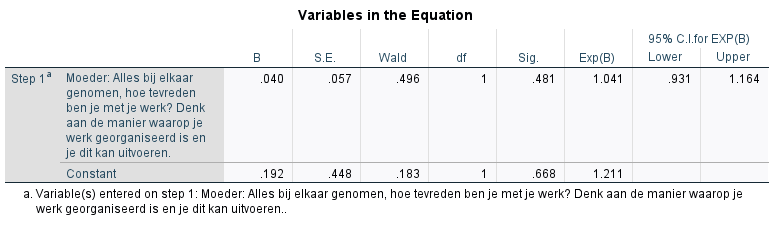 Variables in the Equation
95% C.I.for EXP(B)
B S.E. Wald df Sig. Exp(B) Lower Upper
Step 1a Moeder: Alles bij elkaar .040 .057 .496 1 .481 1.041 .931 1.164
genomen, hoe tevreden
ben je met je werk? Denk
aan de manier waarop je
werk georganiseerd is en
je dit kan uitvoeren.
Constant .192 .448 .183 1 .668 1.211
a. Variable(s) entered on step 1: Moeder: Alles bij elkaar genomen, hoe tevreden ben je met je werk? Denk aan de manier waarop je
werk georganiseerd is en je dit kan uitvoeren..